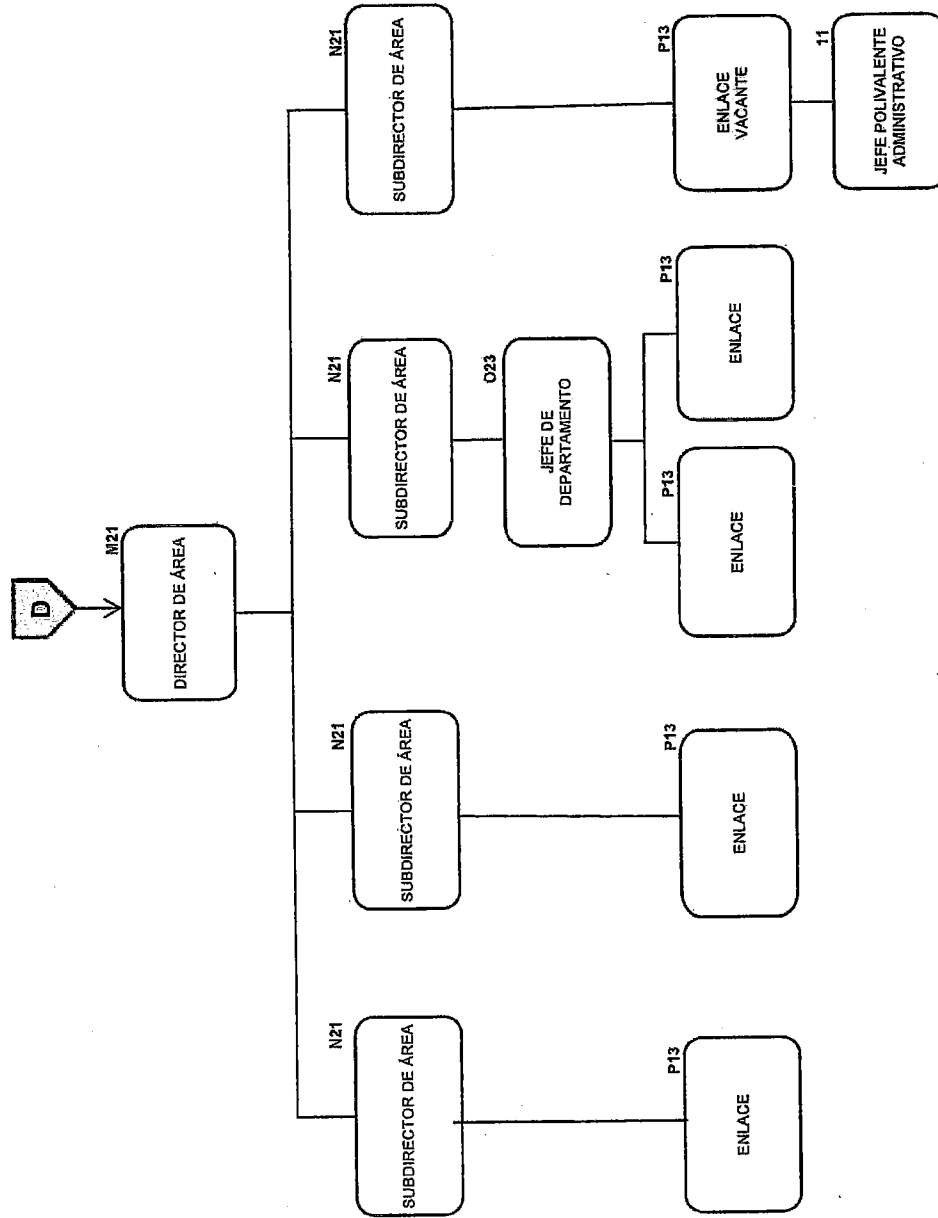 D
M21
DIRECTOR DE ÁREA
N21
SUBDIRECTOR DE ÁREA
N21
SUBDIRECTOR DE ÁREA
N21
SUBDIRECTOR DE ÁREA
N21
SUBDIRECTOR DE ÁREA
O23
JEFE DE
DEPARTAMENTO
P13
ENLACE
P13
ENLACE
P13
ENLACE
P13
ENLACE
P13
ENLACE
VACANTE
11
JEFE POLIVALENTE
ADMINISTRATIVO